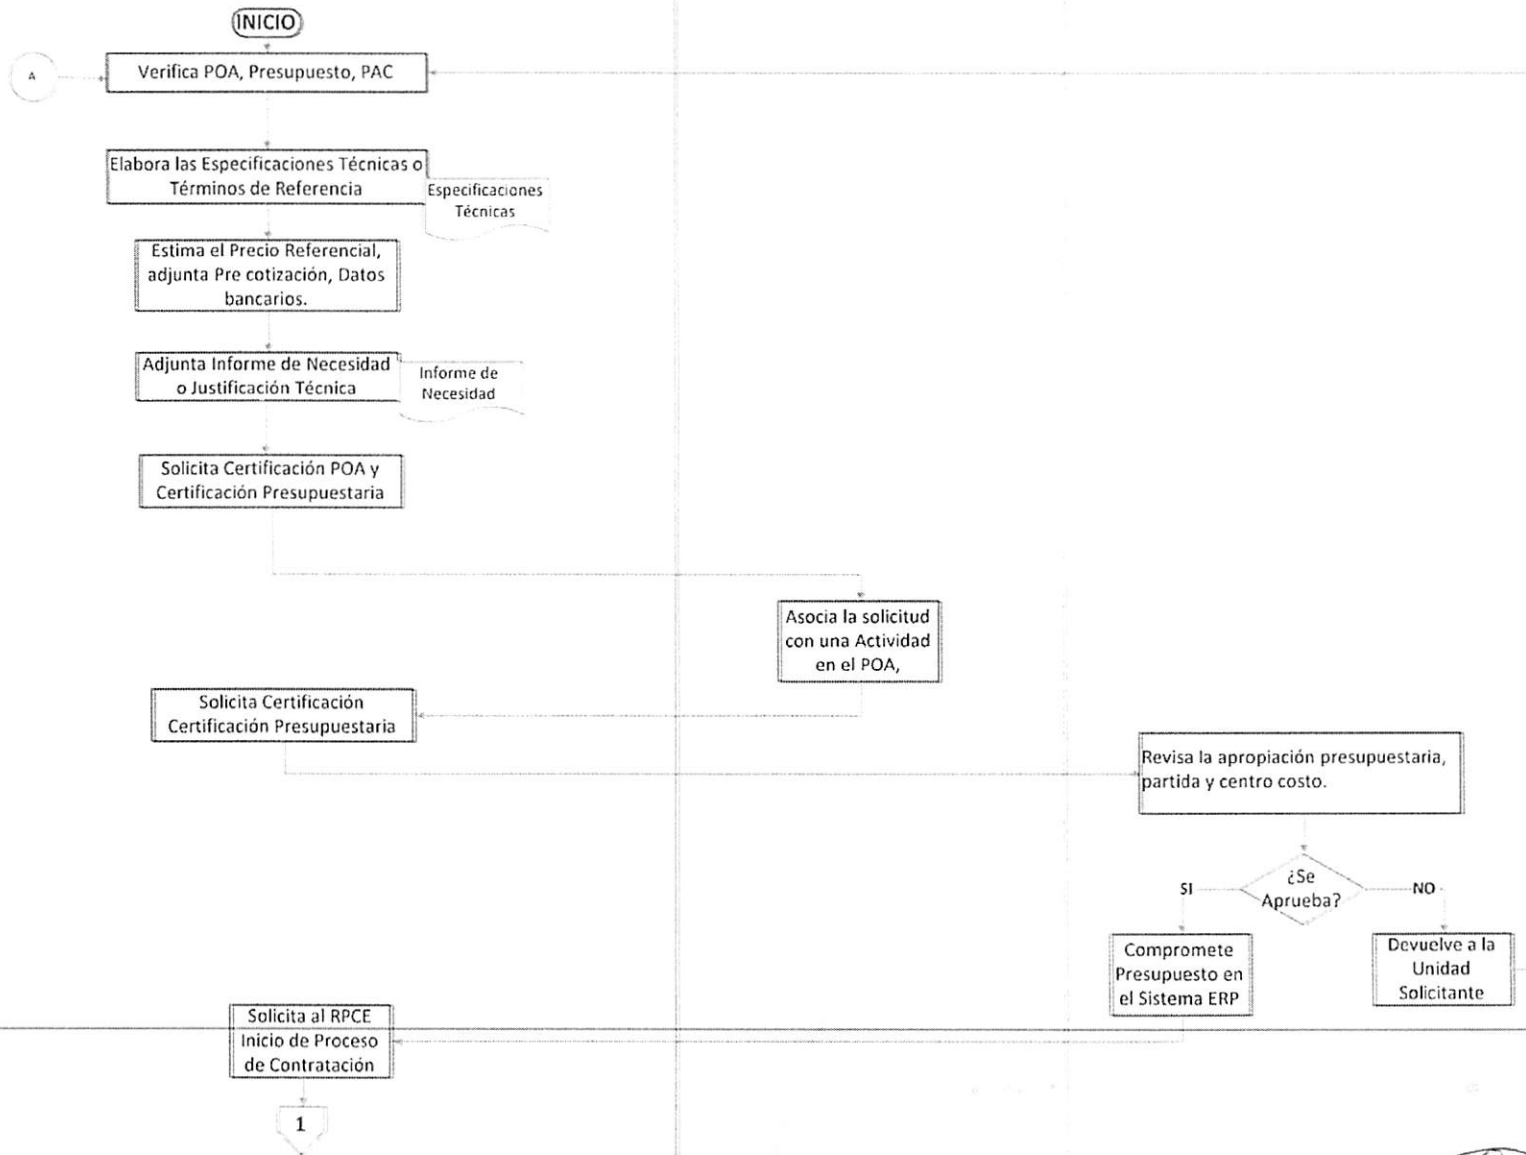 INICIO
A
Verifica POA, Presupuesto, PAC
Elabora las Especificaciones Técnicas o
Términos de Referencia
Especificaciones
Técnicas
Estima el Precio Referencial,
adjunta Pre cotización, Datos
bancarios.
Adjunta Informe de Necesidad
o Justificación Técnica
Informe de
Necesidad
Solicita Certificación POA y
Certificación Presupuestaria
Asocia la solicitud
con una Actividad
en el POA,
Solicita Certificación
Certificación Presupuestaria
Revisa la apropiación presupuestaria,
partida y centro costo.
¿Se
Aprueba?
SI
NO
Compromete
Presupuesto en
el Sistema ERP
Devuelve a la
Unidad
Solicitante
Solicita al RPCE
Inicio de Proceso
de Contratación
1